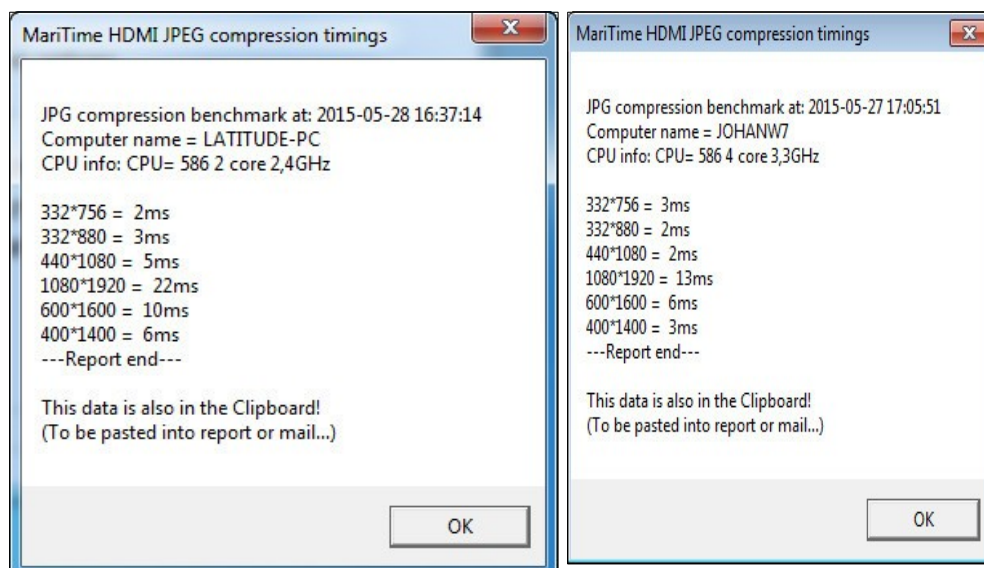 MariTime HDMI JPEG compression timings
JPG compression benchmark at: 2015-05-28 16:37:14
Computer name = LATITUDE-PC
CPU info: CPU= 586 2 core 2,4GHz
332*756 =  2ms
332*880 =  3ms
440*1080 =  5ms
1080*1920 =  22ms
600*1600 =  10ms
400*1400 =  6ms
---Report end---
This data is also in the Clipboard!
(To be pasted into report or mail...)
OK
MariTime HDMI JPEG compression timings
JPG compression benchmark at: 2015-05-27 17:05:51
Computer name = JOHANW7
CPU info: CPU= 586 4 core 3,3GHz
332*756 =  3ms
332*880 =  2ms
440*1080 =  2ms
1080*1920 =  13ms
600*1600 =  6ms
400*1400 =  3ms
---Report end---
This data is also in the Clipboard!
(To be pasted into report or mail...)
OK